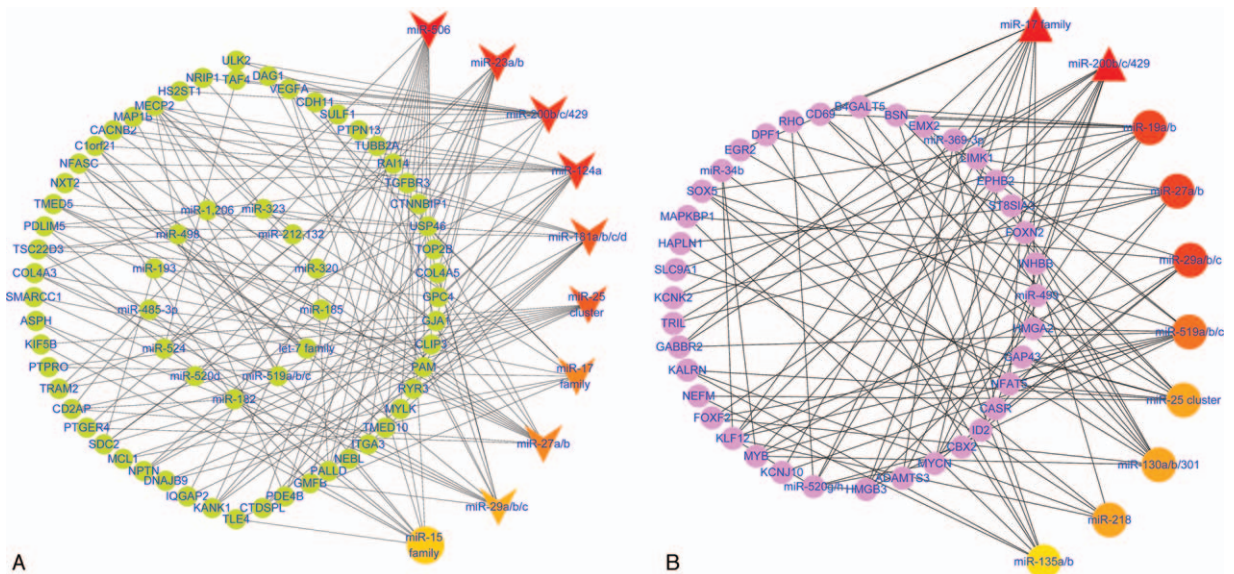 miR-506
miR-23a/b
miR-200b/c/429
miR-124a
miR-181a/b/c/d
miR-25
cluster
miR-17
family
miR-27a/b
miR-29a/b/c
miR-15
family
ULK2
TAF4
DAG1
VEGFA
CDH11
SULF1
PTPN13
TUBB2A
RAI14
TGFBR3
CTNNBIP1
USP46
TOP2B
COL4A5
GPC4
GJA1
CLIP3
PAM
RYR3
MYLK
TMED10
ITGA3
NEBL
PALLD
GMFB
PDE4B
CTDSPL
TLE4
KANK1
IQGAP2
DNAJB9
NPTN
MCL1
SDC2
PTGER4
CD2AP
TRAM2
PTPRO
KIF5B
ASPH
SMARCC1
COL4A3
TSC22D3
PDLIM5
TMED5
NXT2
NFASC
C1orf21
CACNB2
MAP1B
MECP2
HS2ST1
NRIP1
miR-1,206
miR-323
miR-498
miR-212,132
miR-193
miR-320
miR-485-3p
miR-185
miR-524
let-7 family
miR-520d
miR-519a/b/c
miR-182
A
miR-17 family
miR-200b/c/429
miR-19a/b
miR-27a/b
miR-29a/b/c
miR-519a/b/c
miR-25 cluster
miR-130a/b/301
miR-218
miR-135a/b
CD69
B4GALT5
BSN
EMX2
miR-369-3p
LIMK1
EPHB2
ST8SIA3
FOXN2
INHBB
miR-499
HMGA2
GAP43
NFAT5
CASR
ID2
CBX2
MYCN
ADAMTS3
HMGB3
miR-520g/h
KCNJ10
MYB
KLF12
FOXF2
NEFM
KALRN
GABBR2
TRIL
KCNK2
SLC9A1
HAPLN1
MAPKBP1
SOX5
miR-34b
EGR2
DPF1
RHO
B